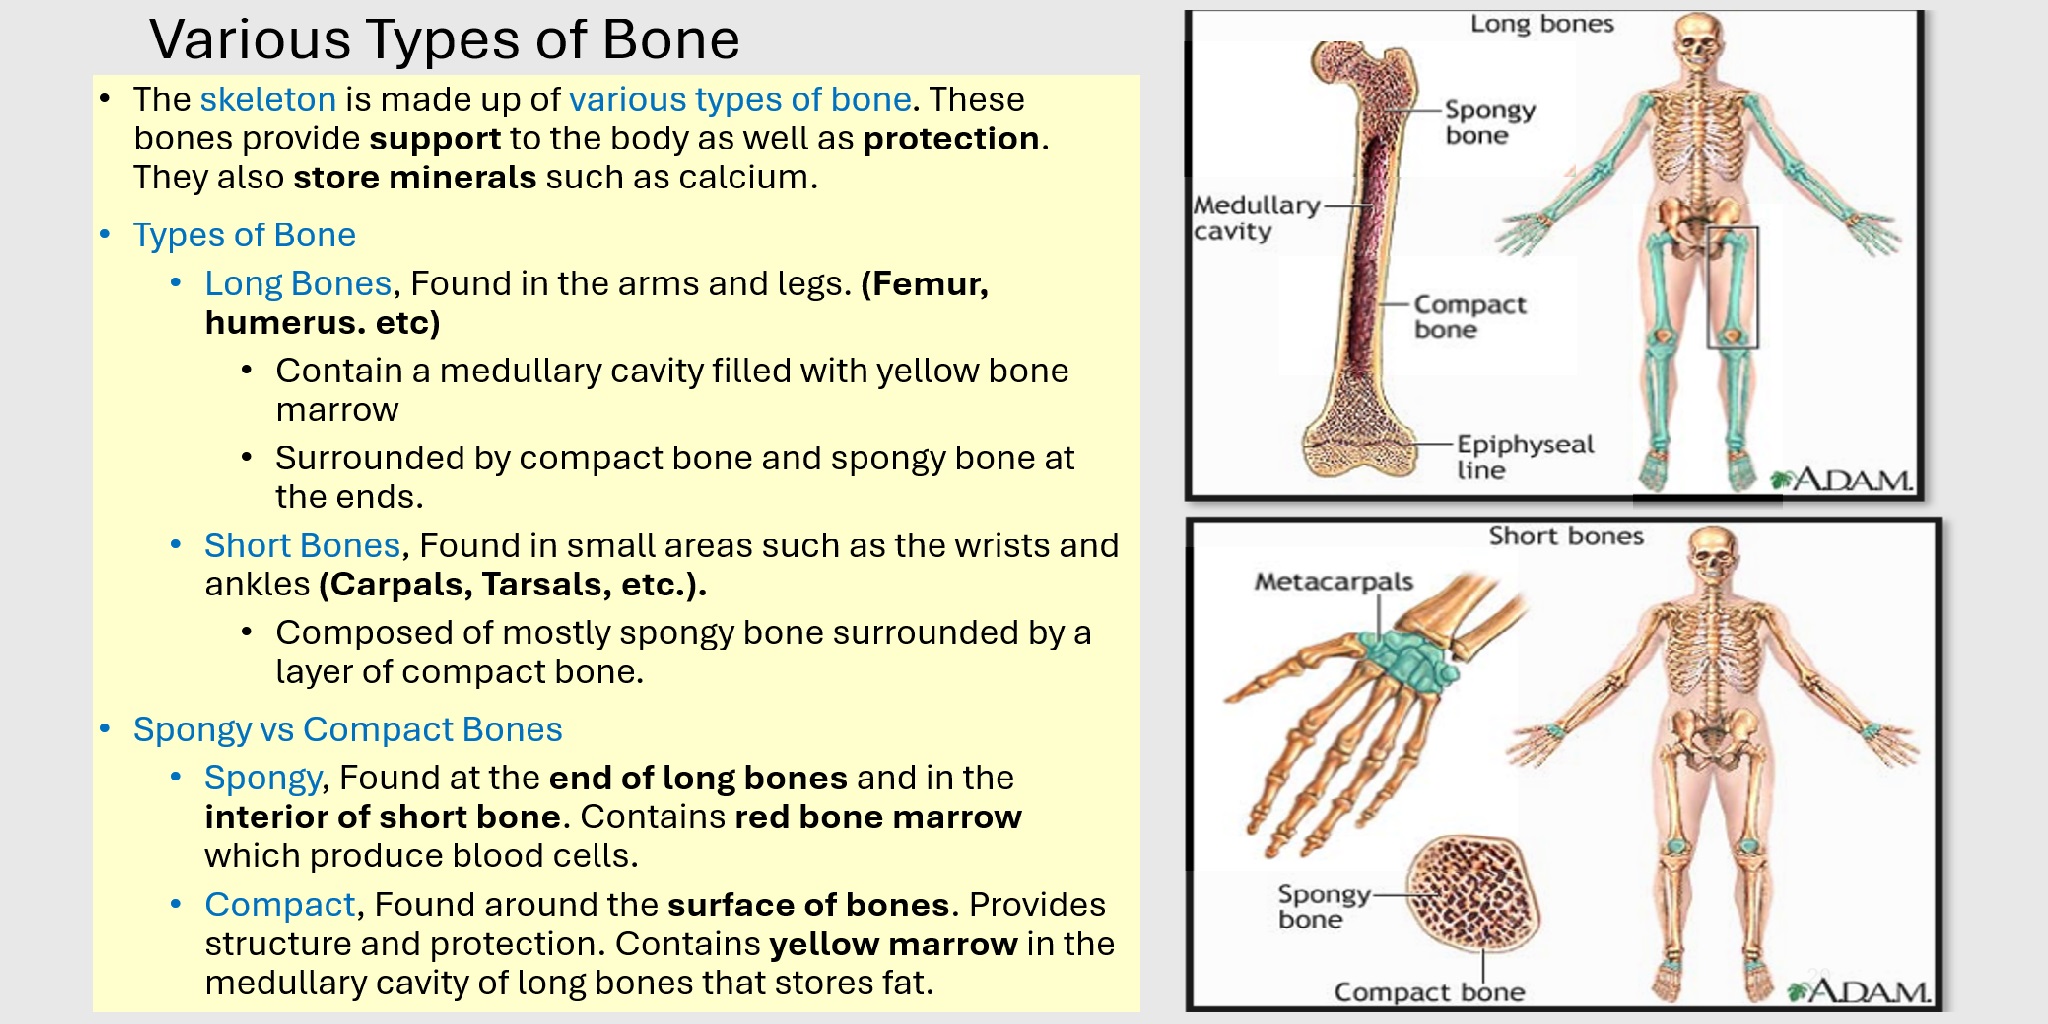 Various Types of Bone
• The skeleton is made up of various types of bone. These
bones provide support to the body as well as protection.
They also store minerals such as calcium.
• Types of Bone
• Long Bones, Found in the arms and legs. (Femur,
humerus. etc)
• Contain a medullary cavity filled with yellow bone
marrow
• Surrounded by compact bone and spongy bone at
the ends.
• Short Bones, Found in small areas such as the wrists and
ankles (Carpals, Tarsals, etc.).
• Composed of mostly spongy bone surrounded by a
layer of compact bone.
• Spongy vs Compact Bones
• Spongy, Found at the end of long bones and in the
interior of short bone. Contains red bone marrow
which produce blood cells.
• Compact, Found around the surface of bones. Provides
structure and protection. Contains yellow marrow in the
medullary cavity of long bones that stores fat.
Long bones
Spongy
bone
Medullary
cavity
Compact
bone
Epiphyseal
line
A.D.A.M.
Short bones
Metacarpals
Spongy
bone
Compact bone
A.D.A.M.